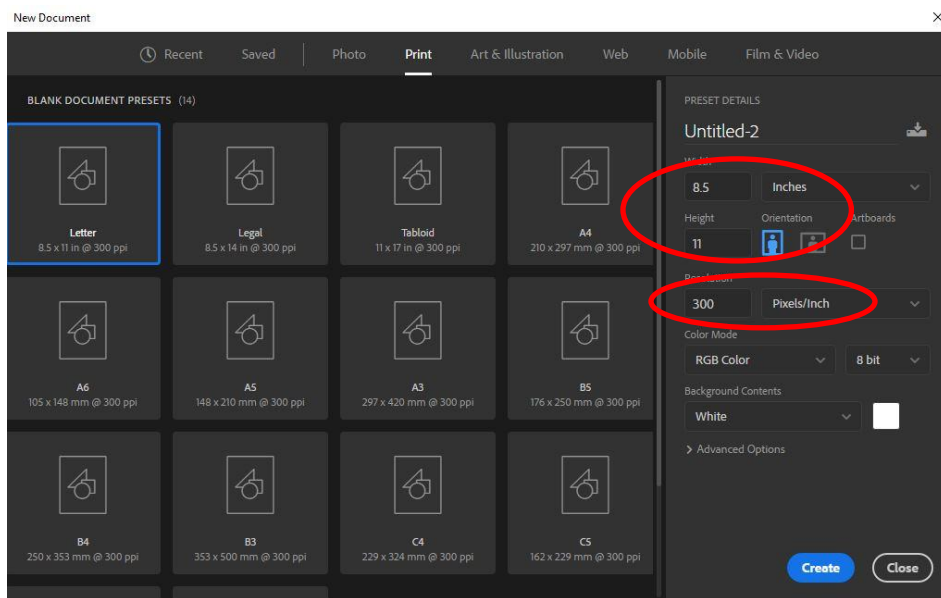 New Document
Recent Saved Photo Print Art & Illustration Web Mobile Film & Video
BLANK DOCUMENT PRESETS (14)
Letter
8.5 x 11 in @ 300 ppi
Legal
8.5 x 14 in @ 300 ppi
Tabloid
11 x 17 in @ 300 ppi
A4
210 x 297 mm @ 300 ppi
A6
105 x 148 mm @ 300 ppi
A5
148 x 210 mm @ 300 ppi
A3
297 x 420 mm @ 300 ppi
B5
176 x 250 mm @ 300 ppi
B4
250 x 353 mm @ 300 ppi
B3
353 x 500 mm @ 300 ppi
C4
229 x 324 mm @ 300 ppi
C5
162 x 229 mm @ 300 ppi
PRESET DETAILS
Untitled-2
Width
8.5 Inches
Height Orientation Artboards
11
Resolution
300 Pixels/Inch
Color Mode
RGB Color 8 bit
Background Contents
White
Advanced Options
Create Close